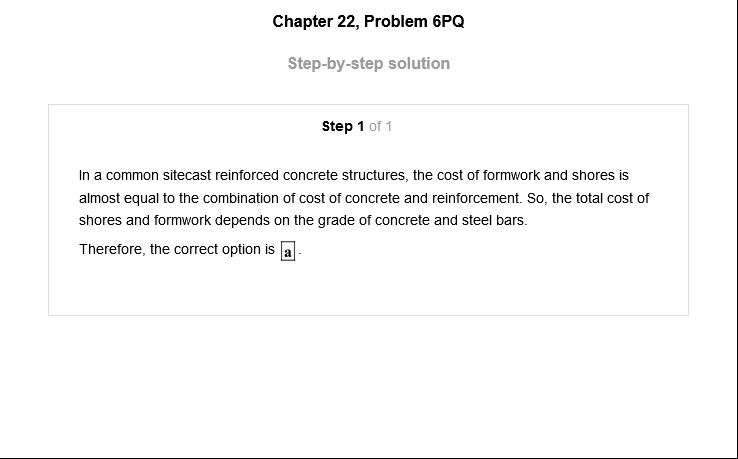 Chapter 22, Problem 6PQ
Step-by-step solution
Step 1 of 1
In a common sitecast reinforced concrete structures, the cost of formwork and shores is
almost equal to the combination of cost of concrete and reinforcement. So, the total cost of
shores and formwork depends on the grade of concrete and steel bars.
Therefore, the correct option is a.